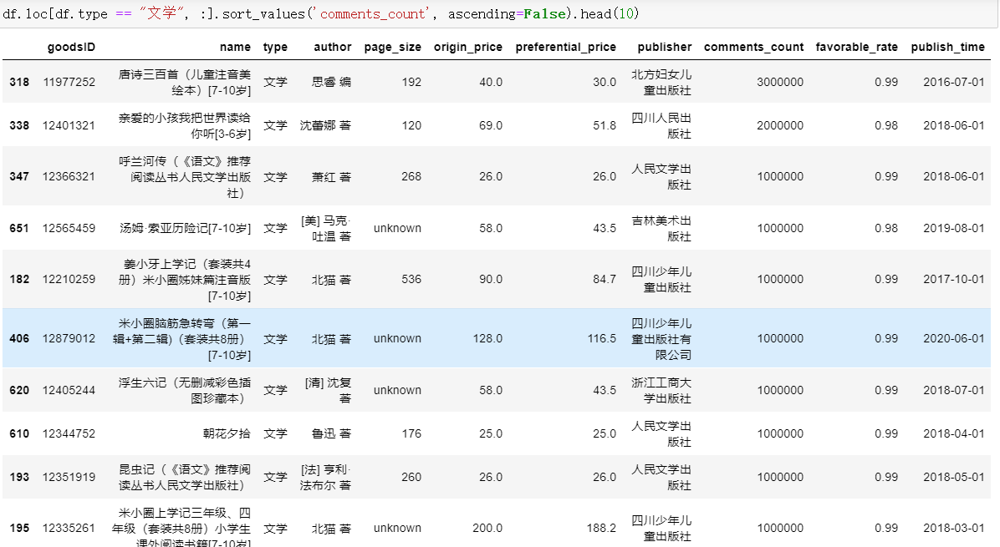 df.loc[df.type == "文学", :].sort_values('comments_count', ascending=False).head(10)
goodsID name type author page_size origin_price preferential_price publisher comments_count favorable_rate publish_time
318 11977252 唐诗三百首（儿童注音美绘本）[7-10岁] 文学 思睿 编 192 40.0 30.0 北方妇女儿童出版社 3000000 0.99 2016-07-01
338 12401321 亲爱的小孩我把世界读给你听[3-6岁] 文学 沈蕾娜 著 120 69.0 51.8 四川人民出版社 2000000 0.98 2018-06-01
347 12366321 呼兰河传（《语文》推荐阅读丛书人民文学出版社） 文学 萧红 著 268 26.0 26.0 人民文学出版社 1000000 0.99 2018-06-01
651 12565459 汤姆·索亚历险记[7-10岁] 文学 [美] 马克·吐温 著 unknown 58.0 43.5 吉林美术出版社 1000000 0.98 2019-08-01
182 12210259 姜小牙上学记（套装共4册）米小圈姊妹篇注音版[7-10岁] 文学 北猫 著 536 90.0 84.7 四川少年儿童出版社 1000000 0.99 2017-10-01
406 12879012 米小圈脑筋急转弯（第一辑+第二辑)（套装共8册）[7-10岁] 文学 北猫 著 unknown 128.0 116.5 四川少年儿童出版社有限公司 1000000 0.99 2020-06-01
620 12405244 浮生六记（无删减彩色插图珍藏本） 文学 [清] 沈复 著 unknown 58.0 43.5 浙江工商大学出版社 1000000 0.99 2018-07-01
610 12344752 朝花夕拾 文学 鲁迅 著 176 25.0 25.0 人民文学出版社 1000000 0.99 2018-04-01
193 12351919 昆虫记（《语文》推荐阅读丛书人民文学出版社） 文学 [法] 亨利·法布尔 著 260 26.0 26.0 人民文学出版社 1000000 0.99 2018-05-01
195 12335261 米小圈上学记三年级、四年级（套装共8册）小学生课外阅读书籍[7-10岁] 文学 北猫 著 unknown 200.0 188.2 四川少年儿童出版社 1000000 0.99 2018-03-01